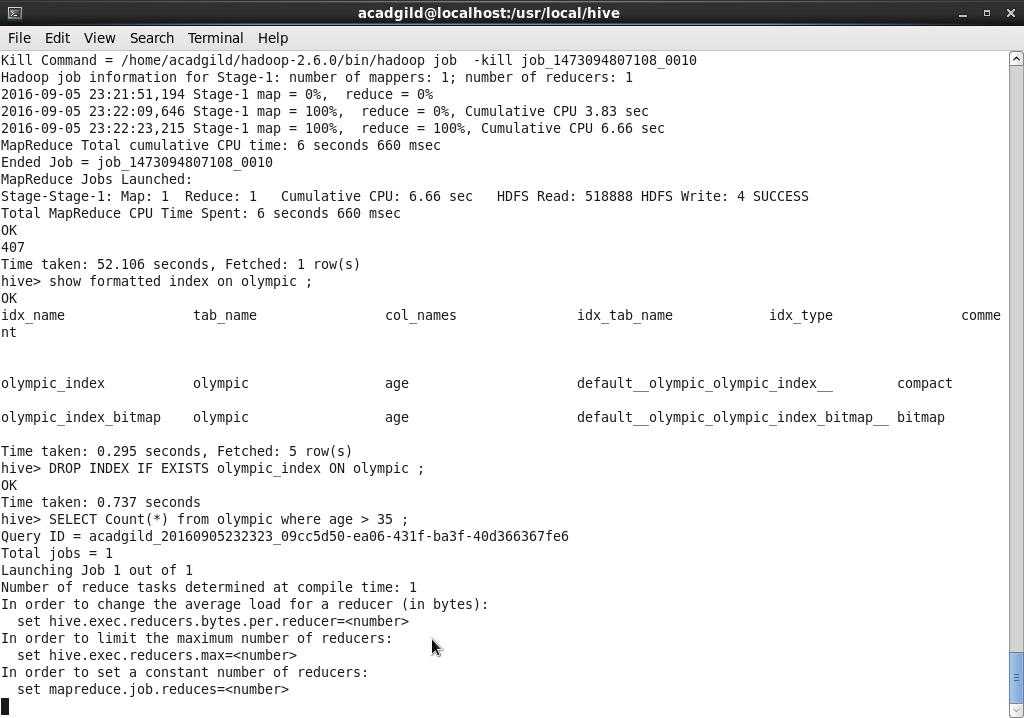 acadgild@localhost:/usr/local/hive
File Edit View Search Terminal Help
Kill Command = /home/acadgild/hadoop-2.6.0/bin/hadoop job  -kill job_1473094807108_0010
Hadoop job information for Stage-1: number of mappers: 1; number of reducers: 1
2016-09-05 23:21:51,194 Stage-1 map = 0%,  reduce = 0%
2016-09-05 23:22:09,646 Stage-1 map = 100%,  reduce = 0%, Cumulative CPU 3.83 sec
2016-09-05 23:22:23,215 Stage-1 map = 100%,  reduce = 100%, Cumulative CPU 6.66 sec
MapReduce Total cumulative CPU time: 6 seconds 660 msec
Ended Job = job_1473094807108_0010
MapReduce Jobs Launched:
Stage-Stage-1: Map: 1  Reduce: 1   Cumulative CPU: 6.66 sec   HDFS Read: 518888 HDFS Write: 4 SUCCESS
Total MapReduce CPU Time Spent: 6 seconds 660 msec
OK
407
Time taken: 52.106 seconds, Fetched: 1 row(s)
hive> show formatted index on olympic ;
OK
idx_name                tab_name                col_names               idx_tab_name            idx_type                comme
nt
olympic_index           olympic                 age                     default__olympic_olympic_index__        compact
olympic_index_bitmap    olympic                 age                     default__olympic_olympic_index_bitmap__ bitmap
Time taken: 0.295 seconds, Fetched: 5 row(s)
hive> DROP INDEX IF EXISTS olympic_index ON olympic ;
OK
Time taken: 0.737 seconds
hive> SELECT Count(*) from olympic where age > 35 ;
Query ID = acadgild_20160905232323_09cc5d50-ea06-431f-ba3f-40d366367fe6
Total jobs = 1
Launching Job 1 out of 1
Number of reduce tasks determined at compile time: 1
In order to change the average load for a reducer (in bytes):
  set hive.exec.reducers.bytes.per.reducer=<number>
In order to limit the maximum number of reducers:
  set hive.exec.reducers.max=<number>
In order to set a constant number of reducers:
  set mapreduce.job.reduces=<number>